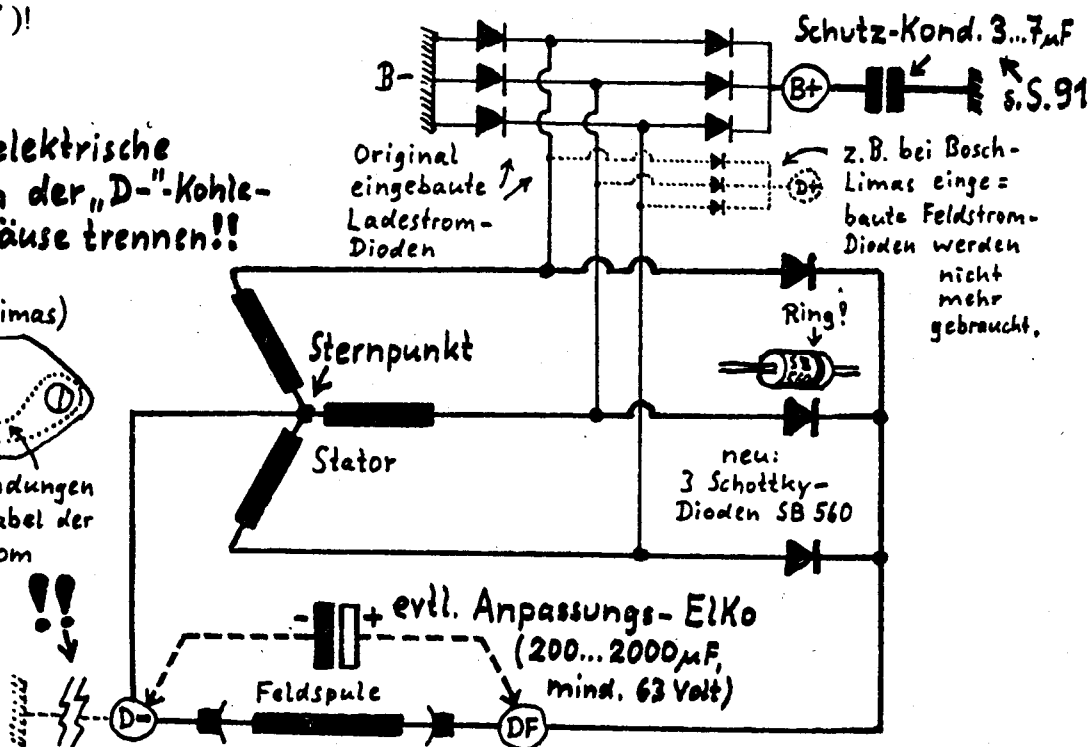 )!
elektrische
der „D-"-Kohle-
äuse trennen!!
B-
B+
Schutz-Kond. 3...7µF
s.S.91
Original
eingebaute
Ladestrom-
Dioden
D+
z.B. bei Bosch-
Limas einge=
baute Feldstrom-
Dioden werden
nicht
mehr
gebraucht.
imas)
Ring!
SB
560
Sternpunkt
Stator
neu:
3 Schottky-
Dioden SB 560
ndungen
abel der
om
!!
- + evtl. Anpassungs-ElKo
(200...2000µF,
mind. 63 Volt)
Feldspule
D-
DF